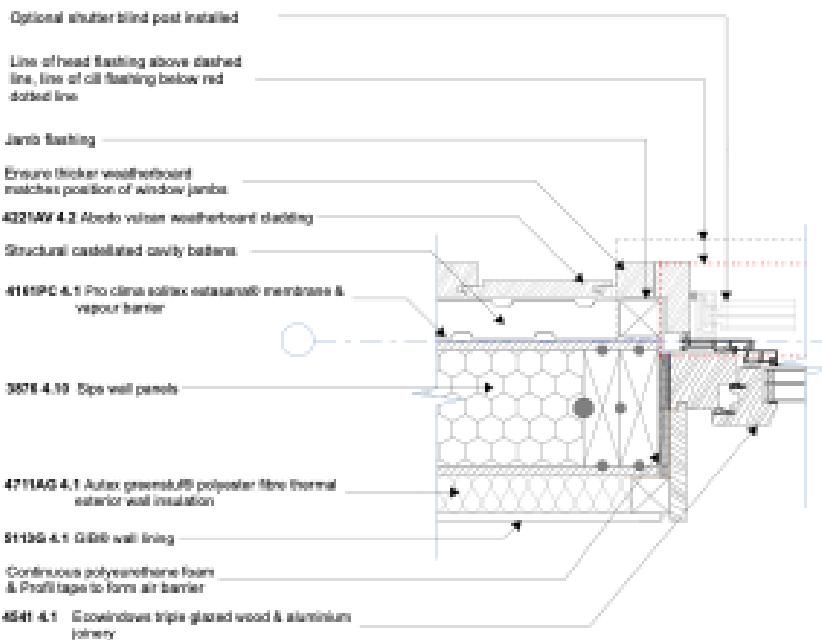 Optional shutter blind post installed
Line of head flashing above dashed
line, line of cill flashing below red
dotted line
Jamb flashing
Ensure thicker weatherboard
matches position of window jambs
4221AV 4.2 Abodo vulcan weatherboard cladding
Structural castellated cavity battens
4161PC 4.1 Pro clima solitex extasana® membrane &
vapour barrier
3876 4.10 Sips wall panels
4711AG 4.1 Autex greenstuf® polyester fibre thermal
exterior wall insulation
5113G 4.1 GIB® wall lining
Continuous polyeurothane foam
& Profil tape to form air barrier
4541 4.1 Ecowindows triple glazed wood & aluminium
joinery